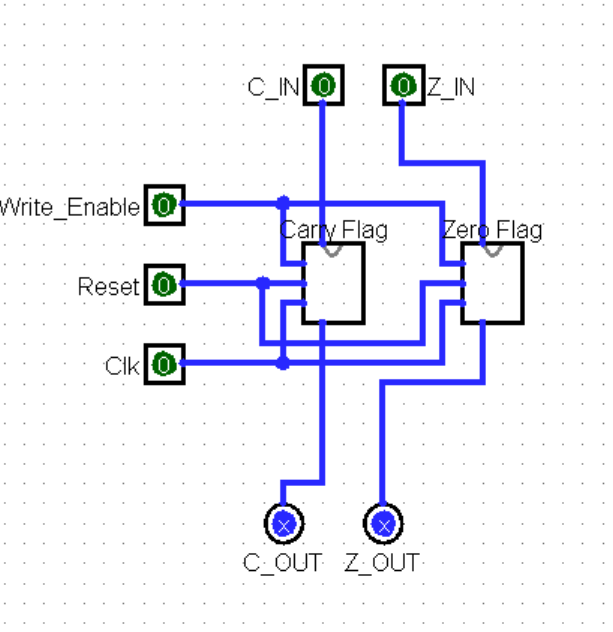 C_IN
0
0
Z_IN
Write_Enable
0
Carry Flag
Zero Flag
Reset
0
Clk
0
x
x
C_OUT
Z_OUT